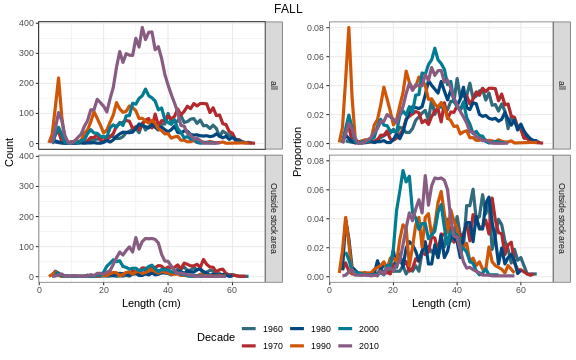 FALL
Count
400
300
200
100
0
all
400
300
200
100
0
Outside stock area
0
20
40
60
Length (cm)
Proportion
0.08
0.06
0.04
0.02
0.00
all
0.08
0.06
0.04
0.02
0.00
Outside stock area
0
20
40
60
Length (cm)
Decade
1960 1980 2000
1970 1990 2010